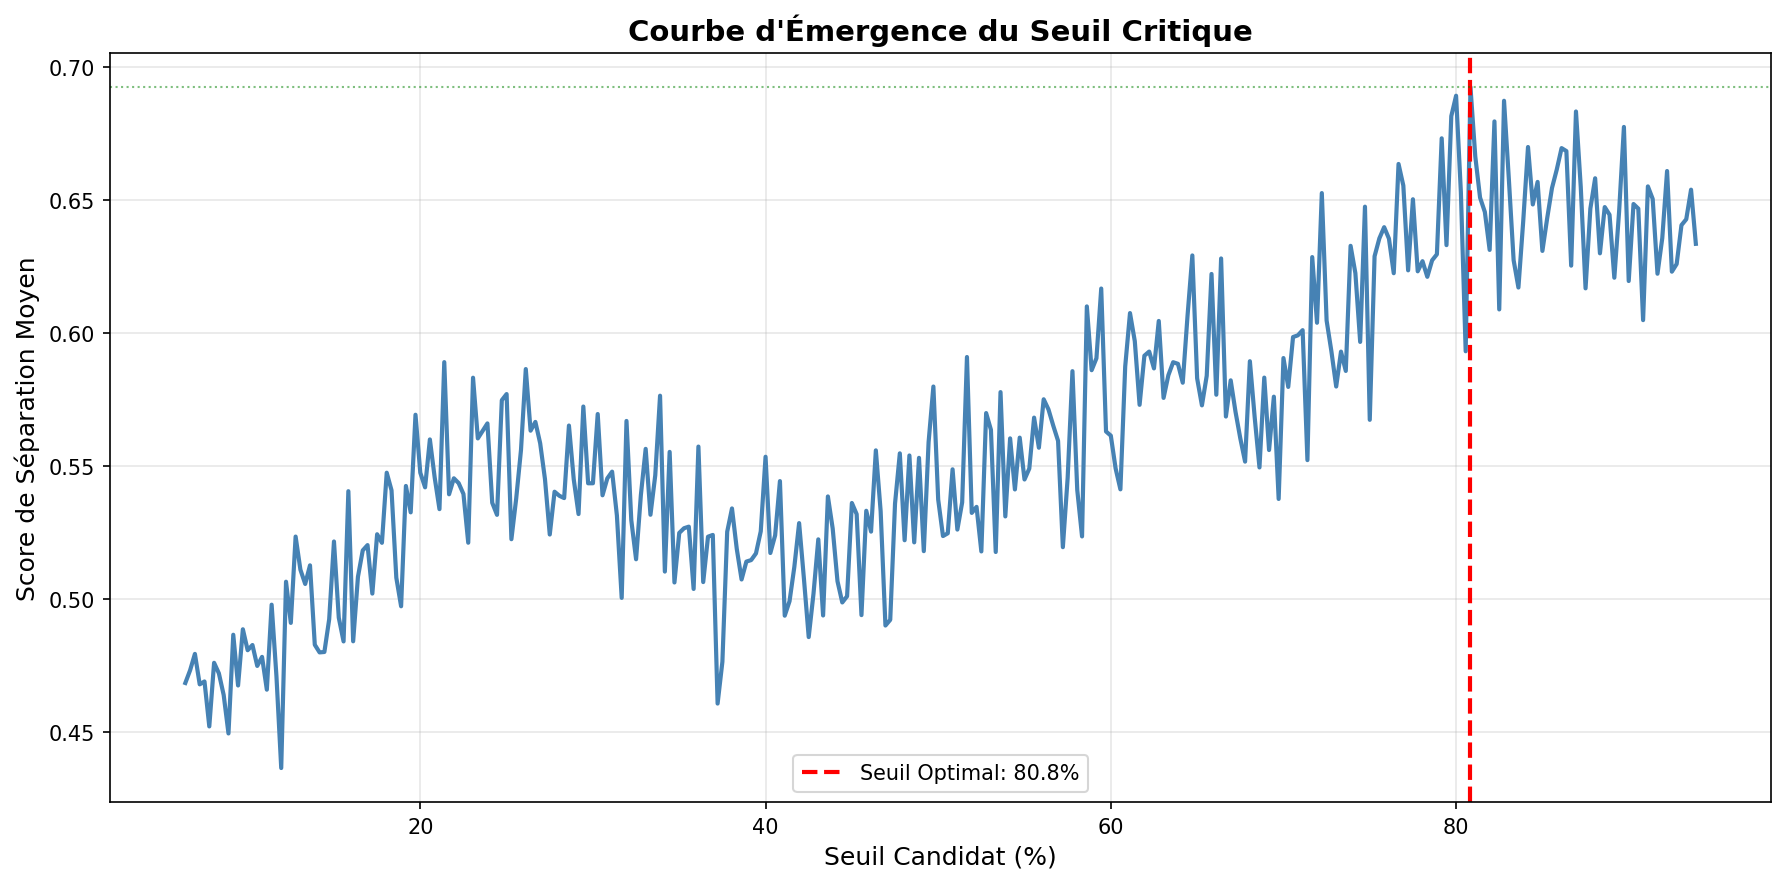 Courbe d'Émergence du Seuil Critique
Score de Séparation Moyen
0.70
0.65
0.60
0.55
0.50
0.45
Seuil Optimal: 80.8%
20 40 60 80
Seuil Candidat (%)